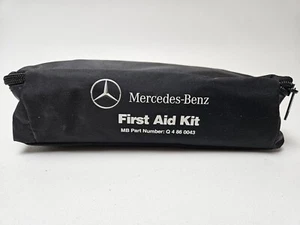 Mercedes-Benz
First Aid Kit
MB Part Number: Q 4 86 0043